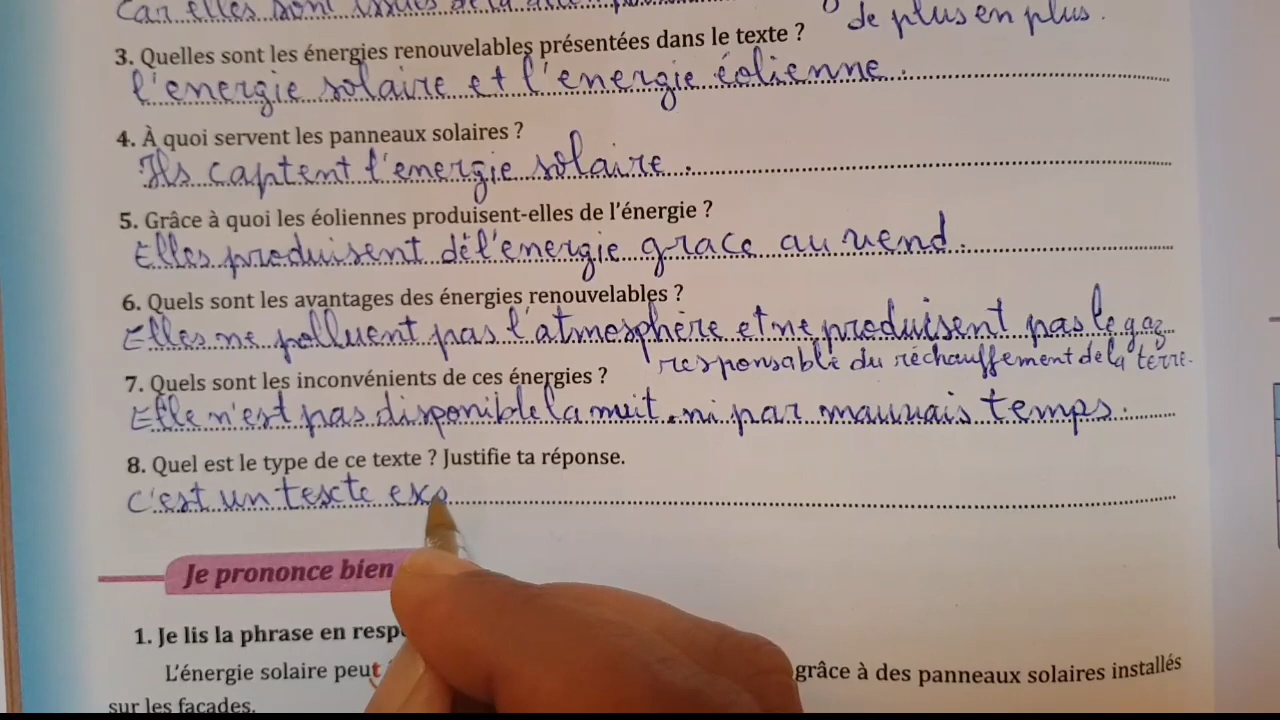 Car elles sont issues de la
de plus en plus.
3. Quelles sont les énergies renouvelables présentées dans le texte ?
l'energie solaire et l'energie éolienne.
4. À quoi servent les panneaux solaires ?
Ils captent l'energie solaire.
5. Grâce à quoi les éoliennes produisent-elles de l'énergie ?
Elles produisent de l'energie grace au vend.
6. Quels sont les avantages des énergies renouvelables ?
Elles ne polluent pas l'atmosphère et ne produisent pas le gaz
responsable du réchauffement de la terre.
7. Quels sont les inconvénients de ces énergies ?
Elle n'est pas disponible la nuit. ni par mauvais temps.
8. Quel est le type de ce texte ? Justifie ta réponse.
C'est un texte exp
Je prononce bien
1. Je lis la phrase en resp
L'énergie solaire peut grâce à des panneaux solaires installés
sur les façades.